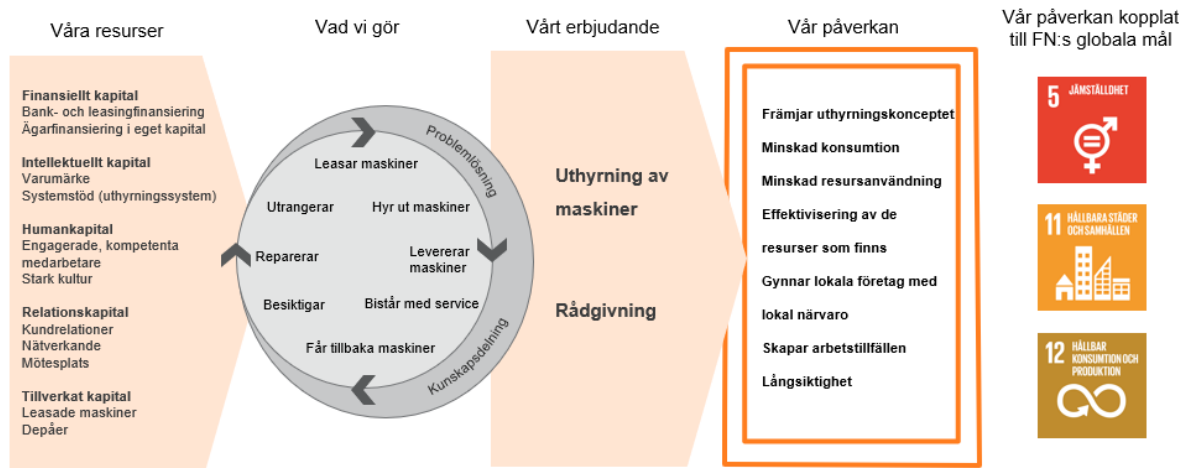 Våra resurser
Finansiellt kapital
Bank- och leasingfinansiering
Ägarfinansiering i eget kapital
Intellektuellt kapital
Varumärke
Systemstöd (uthyrningssystem)
Humankapital
Engagerade, kompetenta
medarbetare
Stark kultur
Relationskapital
Kundrelationer
Nätverkande
Mötesplats
Tillverkat kapital
Leasade maskiner
Depåer
Vad vi gör
Problemlösning
Leasar maskiner
Utrangerar
Hyr ut maskiner
Reparerar
Levererar
maskiner
Besiktigar
Bistår med service
Får tillbaka maskiner
Kunskapsdelning
Vårt erbjudande
Uthyrning av
maskiner
Rådgivning
Vår påverkan
Främjar uthyrningskonceptet
Minskad konsumtion
Minskad resursanvändning
Effektivisering av de
resurser som finns
Gynnar lokala företag med
lokal närvaro
Skapar arbetstillfällen
Långsiktighet
Vår påverkan kopplat
till FN:s globala mål
5 JÄMSTÄLLDHET
11 HÅLLBARA STÄDER
OCH SAMHÄLLEN
12 HÅLLBAR
KONSUMTION OCH
PRODUKTION